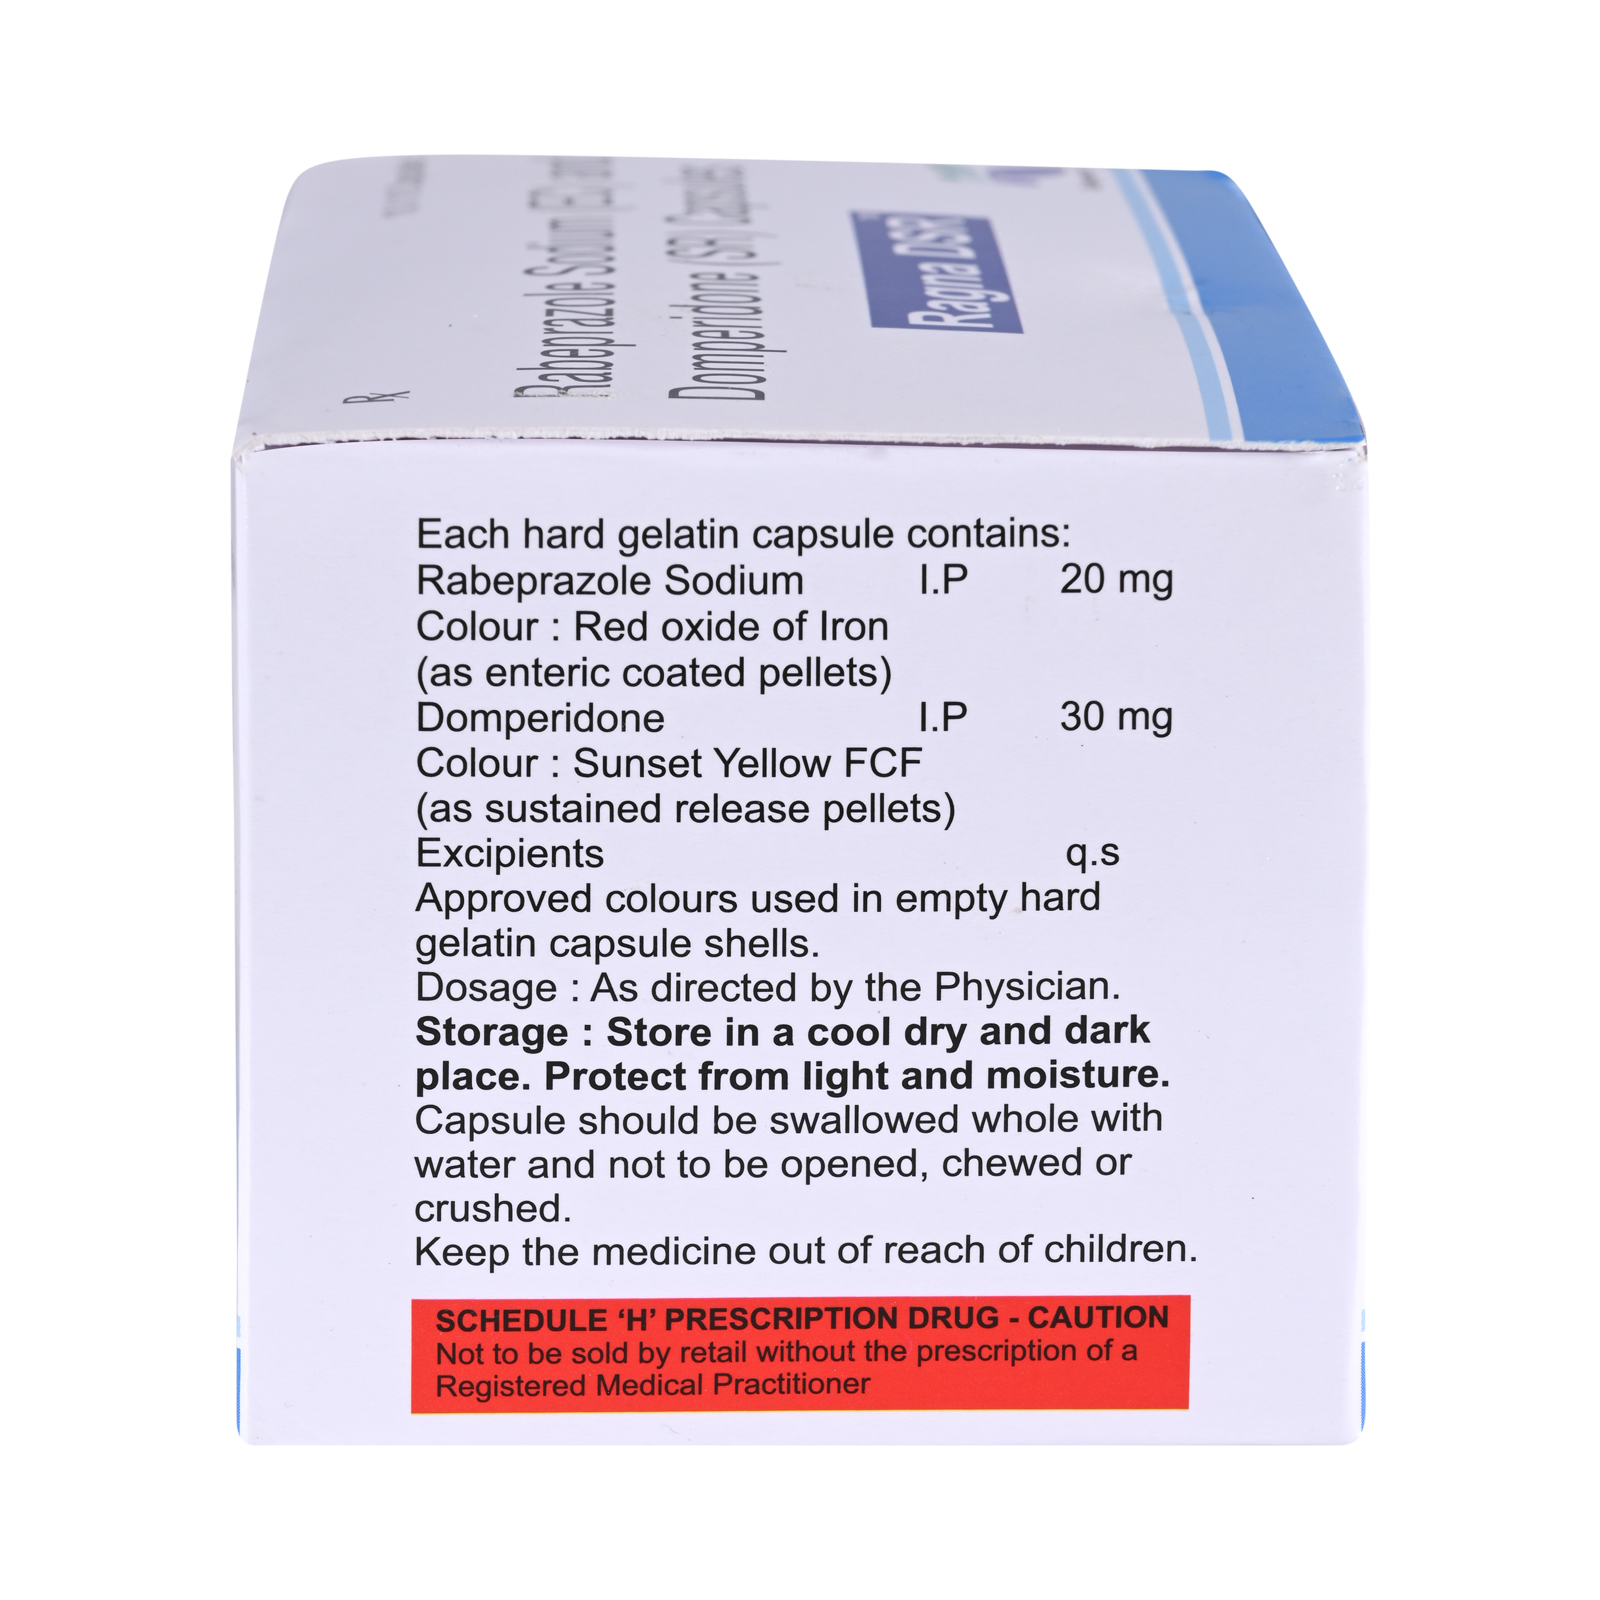 10 X 10 Capsules
Rx
Rabeprazole Sodium (EC) and
Domperidone (SR) Capsules
Ragna DSR
Each hard gelatin capsule contains:
Rabeprazole Sodium I.P 20 mg
Colour : Red oxide of Iron
(as enteric coated pellets)
Domperidone I.P 30 mg
Colour : Sunset Yellow FCF
(as sustained release pellets)
Excipients q.s
Approved colours used in empty hard
gelatin capsule shells.
Dosage : As directed by the Physician.
Storage : Store in a cool dry and dark
place. Protect from light and moisture.
Capsule should be swallowed whole with
water and not to be opened, chewed or
crushed.
Keep the medicine out of reach of children.
SCHEDULE ‘H’ PRESCRIPTION DRUG - CAUTION
Not to be sold by retail without the prescription of a
Registered Medical Practitioner